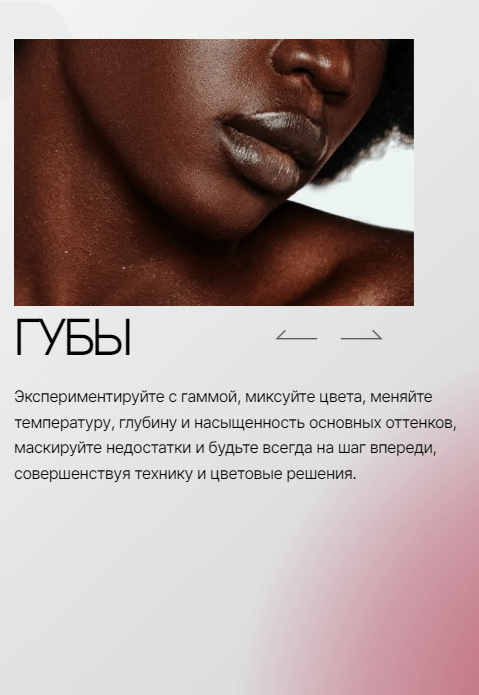 ГУБЫ
Экспериментируйте с гаммой, миксуйте цвета, меняйте
температуру, глубину и насыщенность основных оттенков,
маскируйте недостатки и будьте всегда на шаг впереди,
совершенствуя технику и цветовые решения.